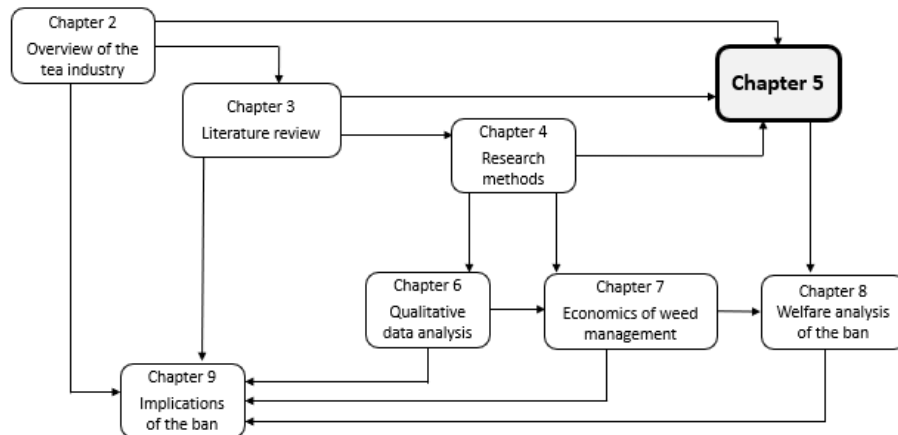 Chapter 2
Overview of the
tea industry
Chapter 3
Literature review
Chapter 4
Research
methods
Chapter 5
Chapter 6
Qualitative
data analysis
Chapter 7
Economics of weed
management
Chapter 8
Welfare analysis
of the ban
Chapter 9
Implications
of the ban